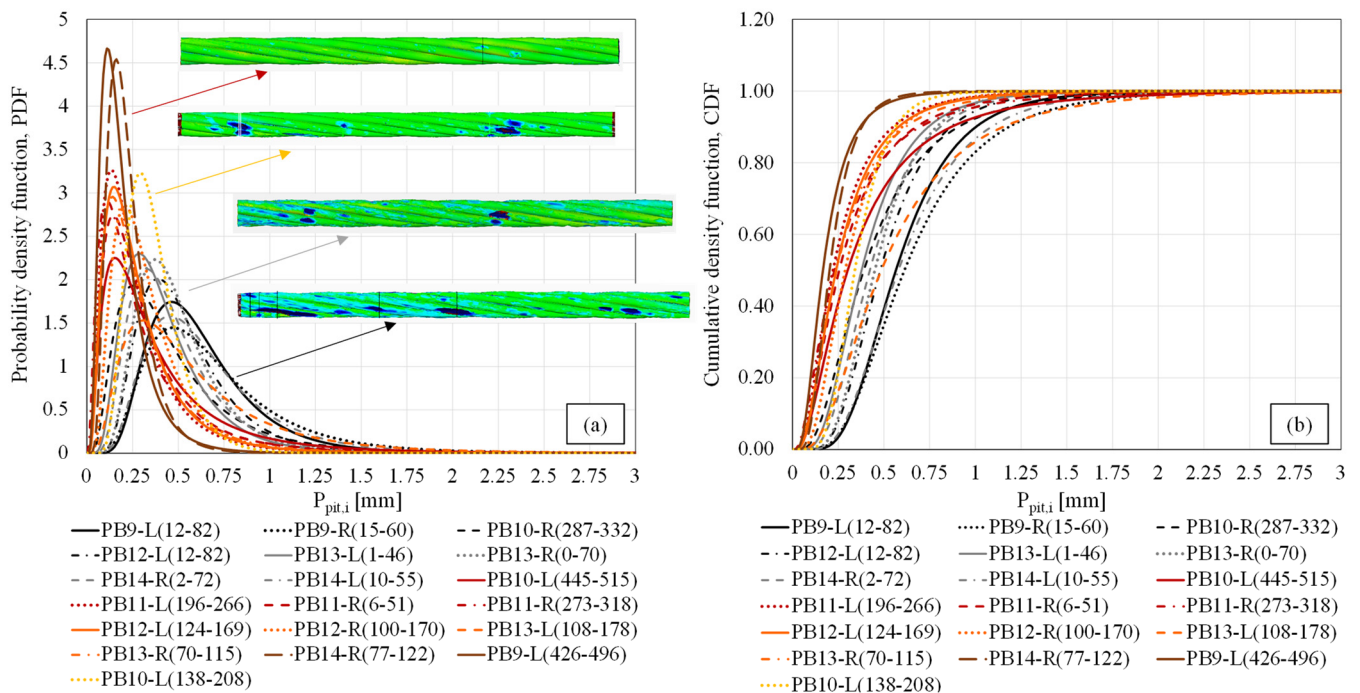 Probability density function, PDF
5
4.5
4
3.5
3
2.5
2
1.5
1
0.5
0
0 0.25 0.5 0.75 1 1.25 1.5 1.75 2 2.25 2.5 2.75 3
P_pit,i [mm]
(a)
PB9-L(12-82) PB9-R(15-60) PB10-R(287-332)
PB12-L(12-82) PB13-L(1-46) PB13-R(0-70)
PB14-R(2-72) PB14-L(10-55) PB10-L(445-515)
PB11-L(196-266) PB11-R(6-51) PB11-R(273-318)
PB12-L(124-169) PB12-R(100-170) PB13-L(108-178)
PB13-R(70-115) PB14-R(77-122) PB9-L(426-496)
PB10-L(138-208)
Cumulative density function, CDF
1.20
1.00
0.80
0.60
0.40
0.20
0.00
0 0.25 0.5 0.75 1 1.25 1.5 1.75 2 2.25 2.5 2.75 3
P_pit,i [mm]
(b)
PB9-L(12-82) PB9-R(15-60) PB10-R(287-332)
PB12-L(12-82) PB13-L(1-46) PB13-R(0-70)
PB14-R(2-72) PB14-L(10-55) PB10-L(445-515)
PB11-L(196-266) PB11-R(6-51) PB11-R(273-318)
PB12-L(124-169) PB12-R(100-170) PB13-L(108-178)
PB13-R(70-115) PB14-R(77-122) PB9-L(426-496)
PB10-L(138-208)